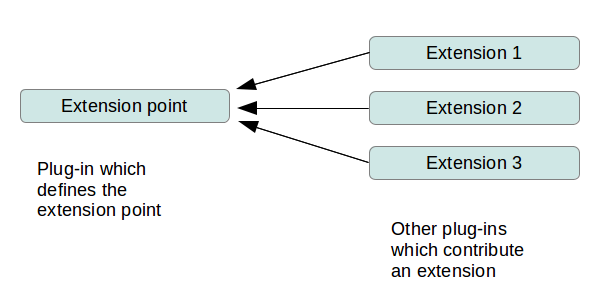 Extension 1
Extension point
Extension 2
Extension 3
Plug-in which
defines the
extension point
Other plug-ins
which contribute
an extension